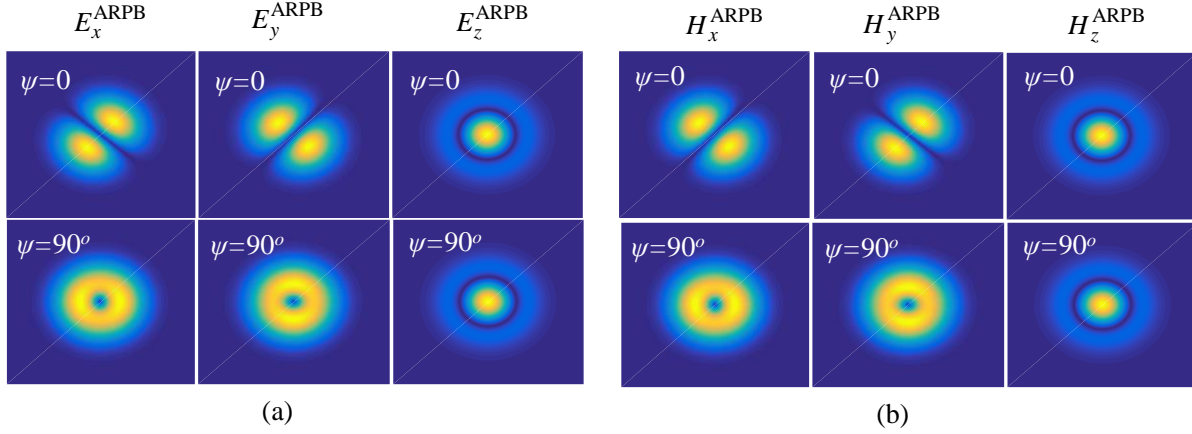 E_x^ARPB E_y^ARPB E_z^ARPB H_x^ARPB H_y^ARPB H_z^ARPB
ψ=0 ψ=0 ψ=0 ψ=0 ψ=0 ψ=0
ψ=90° ψ=90° ψ=90° ψ=90° ψ=90° ψ=90°
(a) (b)